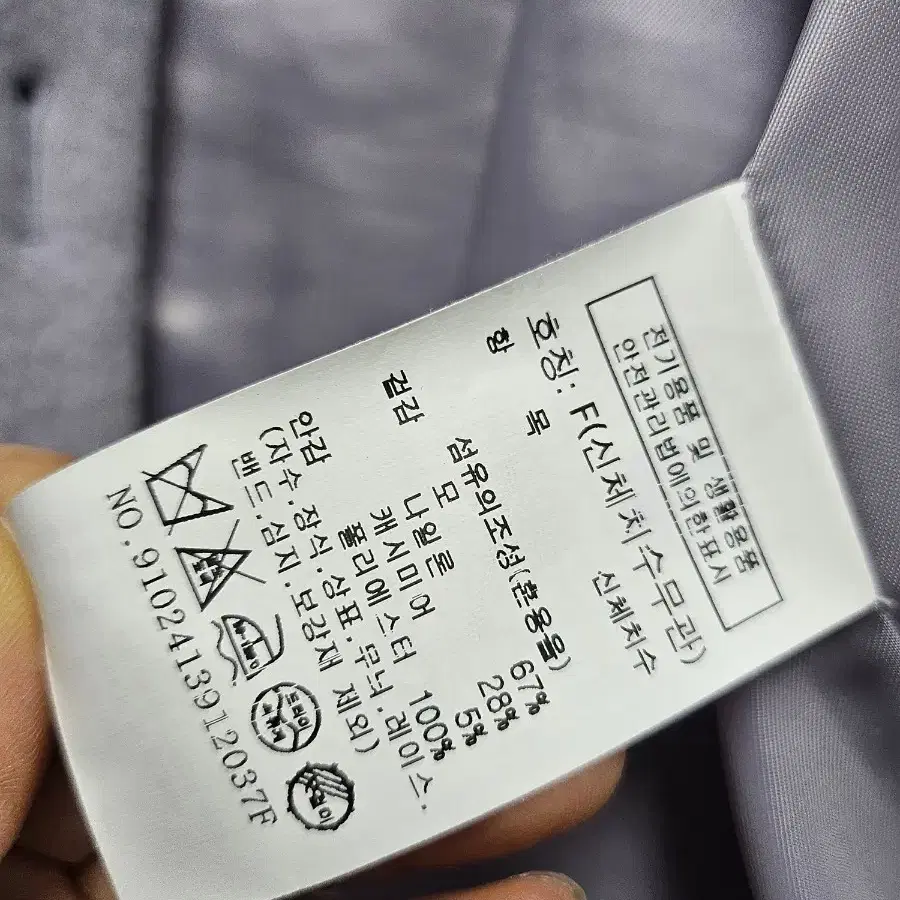 전기용품 및 생활용품
안전관리법에의한표시
신체치수
호칭: F(신체치수무관)
항 목 섬유의조성(혼용율)
겉감 모 67%
나일론 28%
캐시미어 5%
안감 폴리에스터 100%
(자수.장식.상표.무늬.레이스.
밴드.심지.보강재 제외)
드라이
NO.9102413912037F